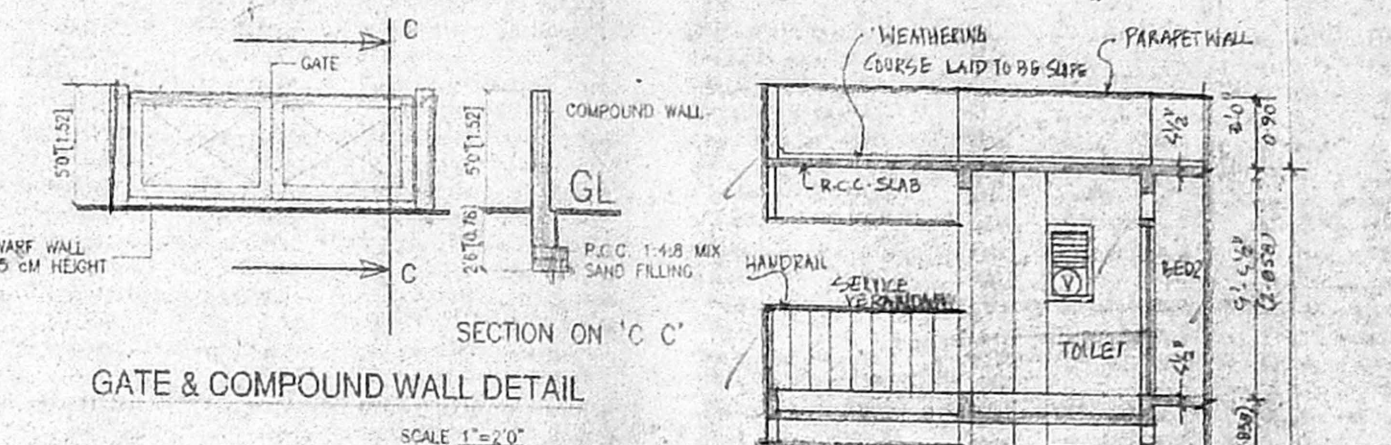 C
GATE
5'0"[1.52]
WARF WALL
5 CM HEIGHT
C
COMPOUND WALL
5'0"[1.52]
GL
2'6"[0.76]
P.C.C. 1:4:8 MIX
SAND FILLING
SECTION ON 'C C'
GATE & COMPOUND WALL DETAIL
SCALE 1"=2'0"
WEATHERING
COURSE LAID TO BE SLOPE
PARAPET WALL
R.C.C. SLAB
HANDRAIL
SERVICE
VERANDAH
V
TOILET
BED2
4½"
3'0"
0.90
4½"